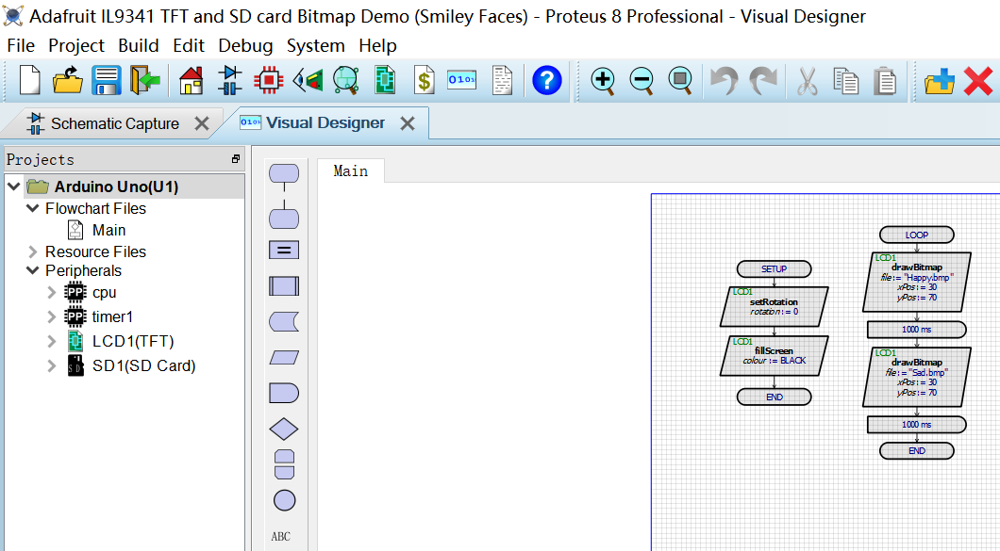 Adafruit IL9341 TFT and SD card Bitmap Demo (Smiley Faces) - Proteus 8 Professional - Visual Designer
File Project Build Edit Debug System Help
Schematic Capture
Visual Designer
Projects
Arduino Uno(U1)
Flowchart Files
Main
Resource Files
Peripherals
cpu
timer1
LCD1(TFT)
SD1(SD Card)
ABC
Main
SETUP
LCD1
setRotation
rotation := 0
LCD1
fillScreen
colour := BLACK
END
LOOP
LCD1
drawBitmap
file := "Happy.bmp"
xPos := 30
yPos := 70
1000 ms
LCD1
drawBitmap
file := "Sad.bmp"
xPos := 30
yPos := 70
1000 ms
END